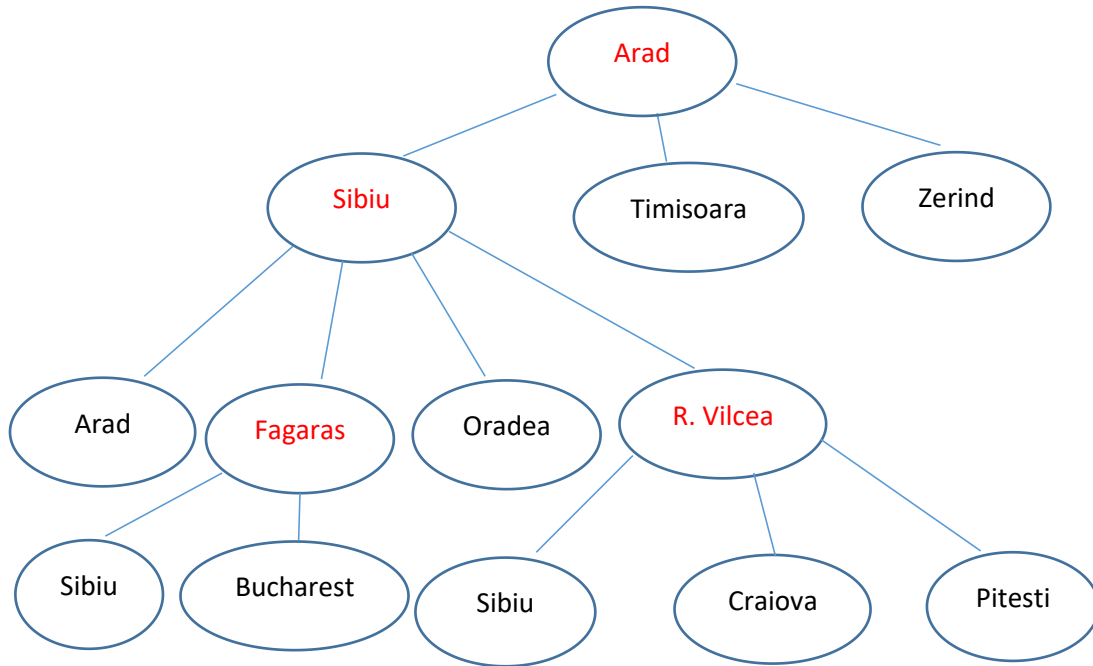 Arad
Sibiu
Timisoara
Zerind
Arad
Fagaras
Oradea
R. Vilcea
Sibiu
Bucharest
Sibiu
Craiova
Pitesti